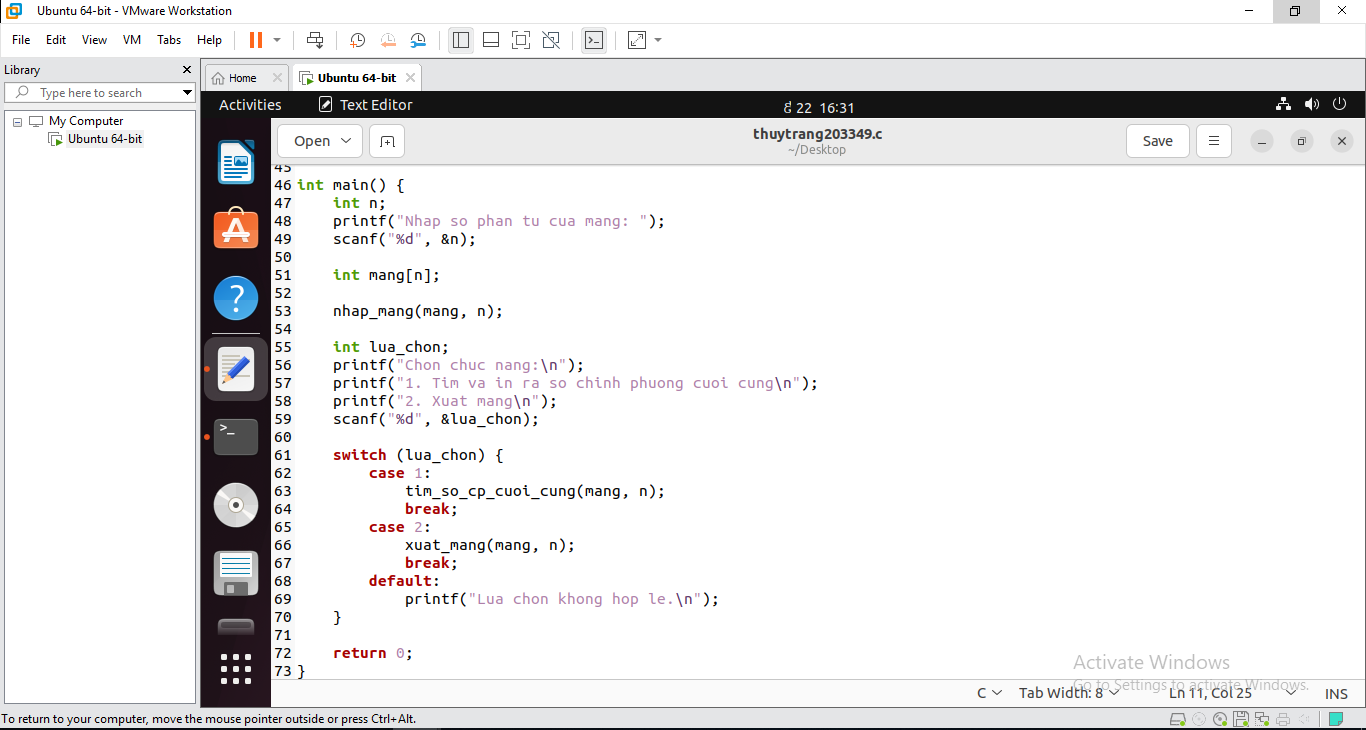 Ubuntu 64-bit - VMware Workstation
File Edit View VM Tabs Help
Library
Type here to search
My Computer
Ubuntu 64-bit
Home
Ubuntu 64-bit
Activities
Text Editor
22 16:31
Open
thuytrang203349.c
~/Desktop
Save
45
46 int main() {
47     int n;
48     printf("Nhap so phan tu cua mang: ");
49     scanf("%d", &n);
50
51     int mang[n];
52
53     nhap_mang(mang, n);
54
55     int lua_chon;
56     printf("Chon chuc nang:\n");
57     printf("1. Tim va in ra so chinh phuong cuoi cung\n");
58     printf("2. Xuat mang\n");
59     scanf("%d", &lua_chon);
60
61     switch (lua_chon) {
62         case 1:
63             tim_so_cp_cuoi_cung(mang, n);
64             break;
65         case 2:
66             xuat_mang(mang, n);
67             break;
68         default:
69             printf("Lua chon khong hop le.\n");
70     }
71
72     return 0;
73 }
Activate Windows
Go to Settings to activate Windows.
C Tab Width: 8 Ln 11, Col 25 INS
To return to your computer, move the mouse pointer outside or press Ctrl+Alt.